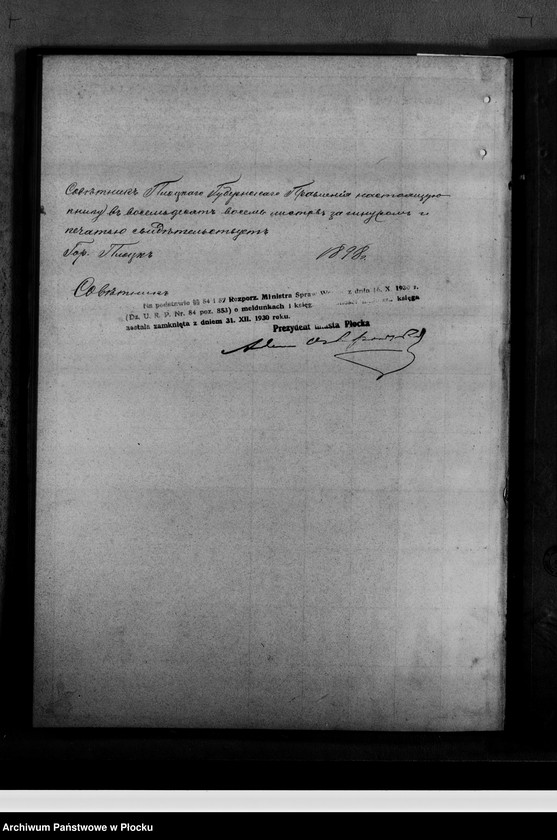 Совѣтникъ Плоцкаго Губернскаго Правленія настоящую
книгу въ восемьдесятъ восемь листовъ за шнуромъ и
печатью свидѣтельствуетъ
Гор. Плоцкъ 1898 г.
Совѣтникъ
Na podstawie §§ 84 i 87 Rozporz. Ministra Spraw z dnia 16. X. 1930 r.
(Dz. U. R. P. Nr. 84 poz. 653) o meldunkach i księg księga
została zamknięta z dniem 31. XII. 1930 roku.
Prezydent miasta Płocka
Archiwum Państwowe w Płocku